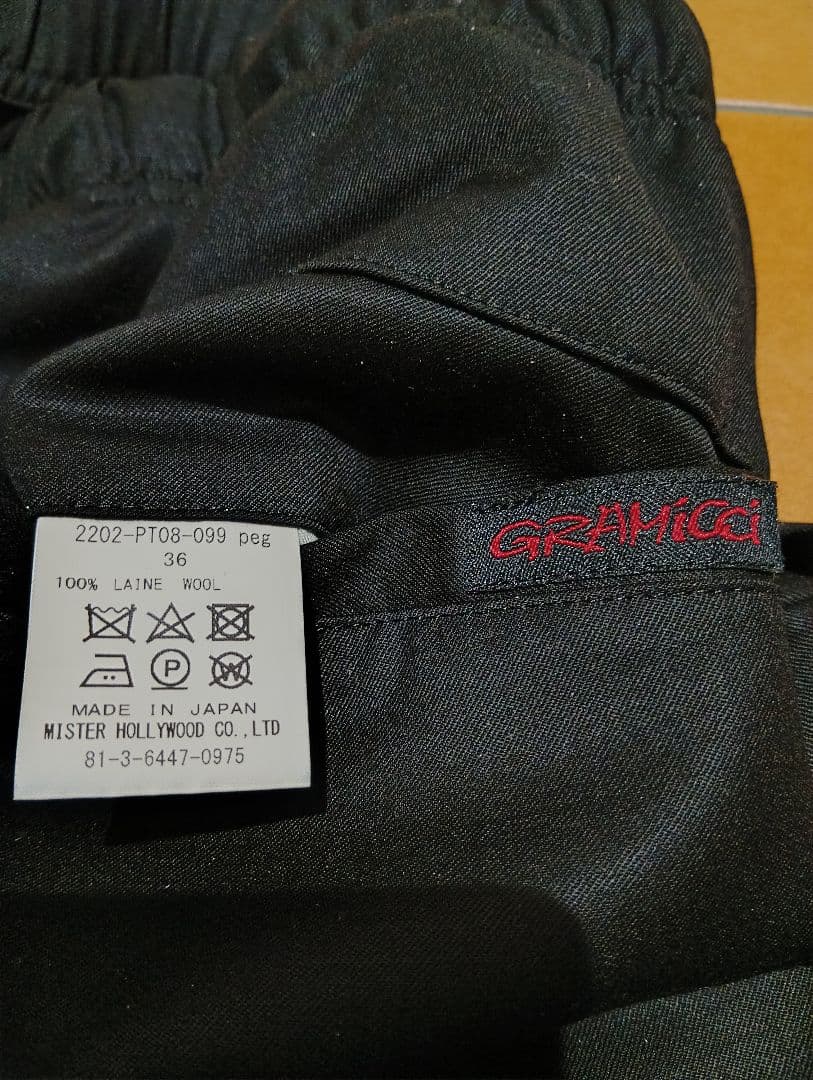 2202-PT08-099 peg
36
100% LAINE WOOL
P
W
MADE IN JAPAN
MISTER HOLLYWOOD CO.,LTD
81-3-6447-0975
GRAMiCCi